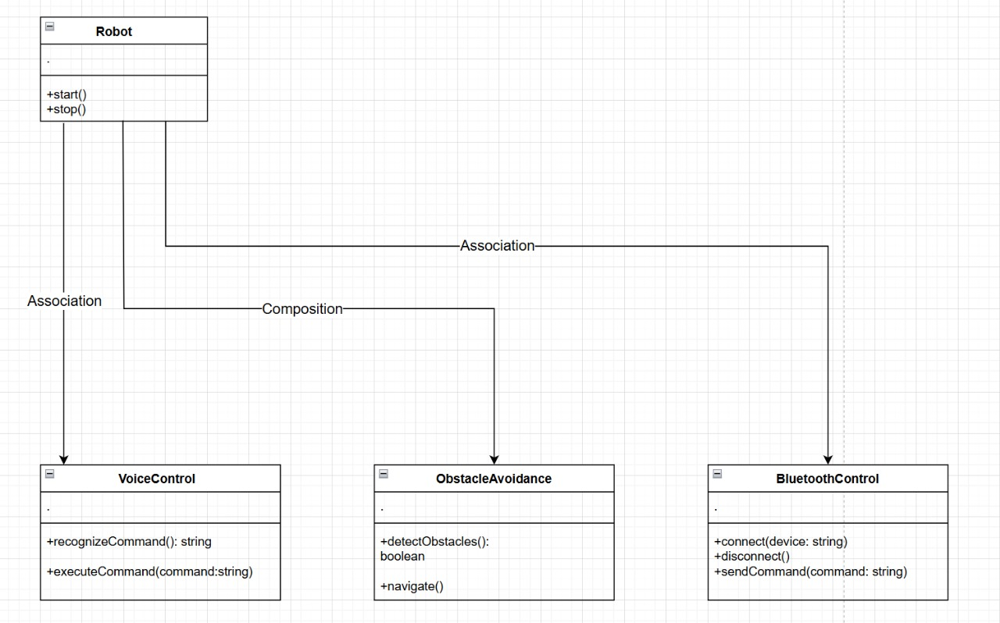 Robot
.
+start()
+stop()
Association
Association
Composition
VoiceControl
.
+recognizeCommand(): string
+executeCommand(command:string)
ObstacleAvoidance
.
+detectObstacles():
boolean
+navigate()
BluetoothControl
.
+connect(device: string)
+disconnect()
+sendCommand(command: string)